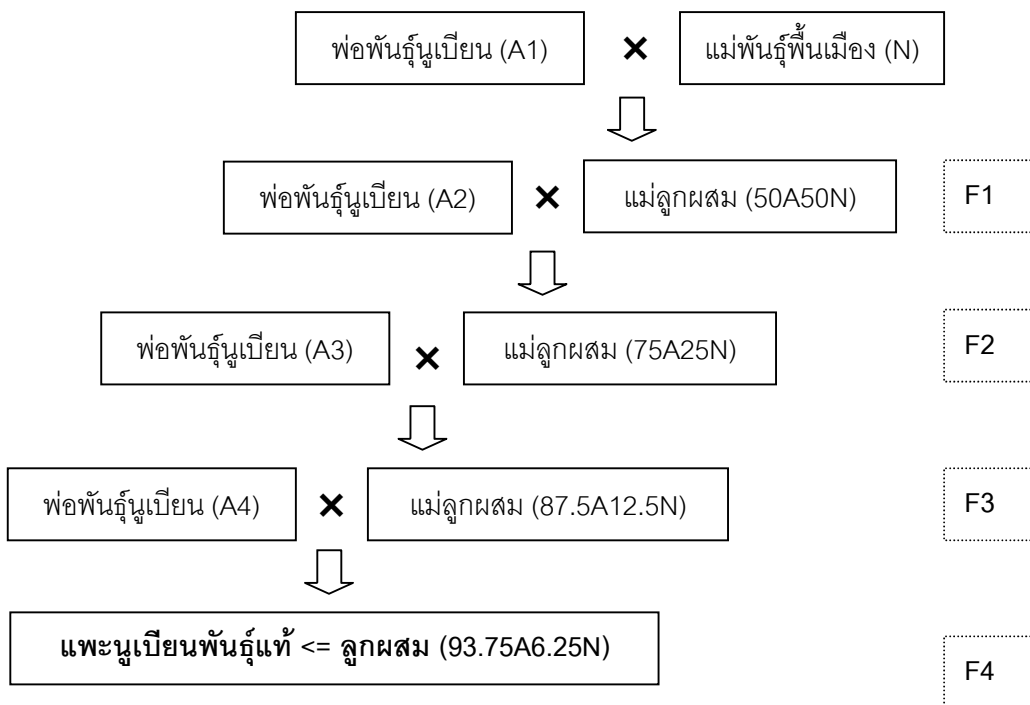 พ่อพันธุ์นูเบียน (A1) × แม่พันธุ์พื้นเมือง (N)
พ่อพันธุ์นูเบียน (A2) × แม่ลูกผสม (50A50N) F1
พ่อพันธุ์นูเบียน (A3) × แม่ลูกผสม (75A25N) F2
พ่อพันธุ์นูเบียน (A4) × แม่ลูกผสม (87.5A12.5N) F3
แพะนูเบียนพันธุ์แท้ <= ลูกผสม (93.75A6.25N) F4